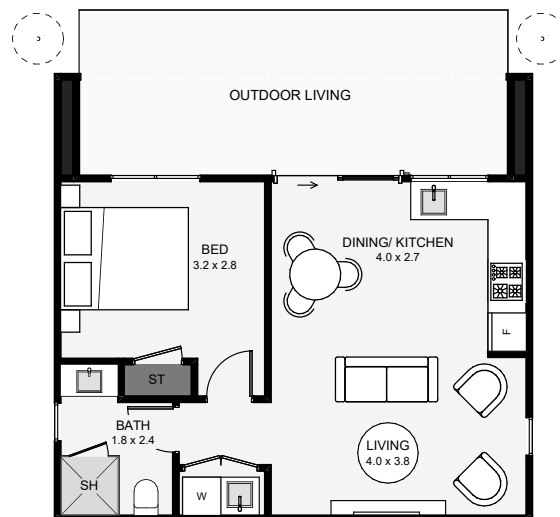 OUTDOOR LIVING
BED
3.2 x 2.8
DINING/ KITCHEN
4.0 x 2.7
F
ST
BATH
1.8 x 2.4
LIVING
4.0 x 3.8
SH
W